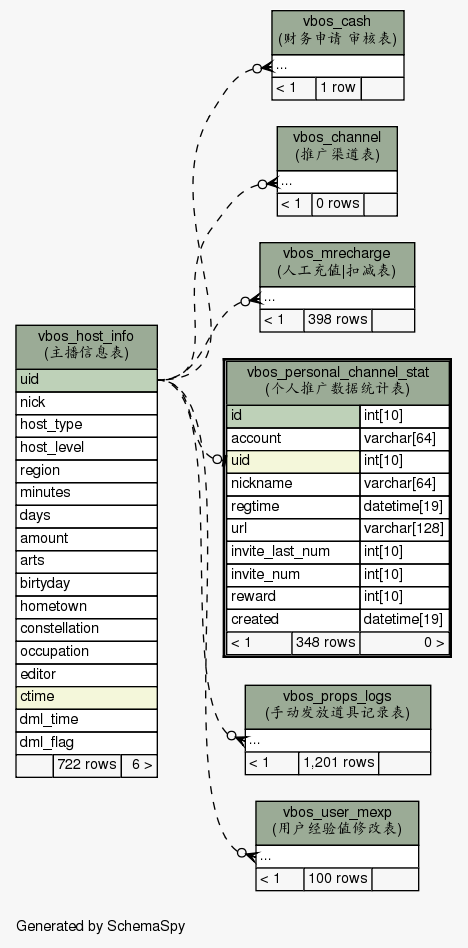 vbos_cash
(财务申请 审核表)
...
< 1 1 row
vbos_channel
(推广渠道表)
...
< 1 0 rows
vbos_mrecharge
(人工充值|扣减表)
...
< 1 398 rows
vbos_host_info
(主播信息表)
uid
nick
host_type
host_level
region
minutes
days
amount
arts
birtyday
hometown
constellation
occupation
editor
ctime
dml_time
dml_flag
722 rows 6 >
vbos_personal_channel_stat
(个人推广数据统计表)
id int[10]
account varchar[64]
uid int[10]
nickname varchar[64]
regtime datetime[19]
url varchar[128]
invite_last_num int[10]
invite_num int[10]
reward int[10]
created datetime[19]
< 1 348 rows 0 >
vbos_props_logs
(手动发放道具记录表)
...
< 1 1,201 rows
vbos_user_mexp
(用户经验值修改表)
...
< 1 100 rows
Generated by SchemaSpy